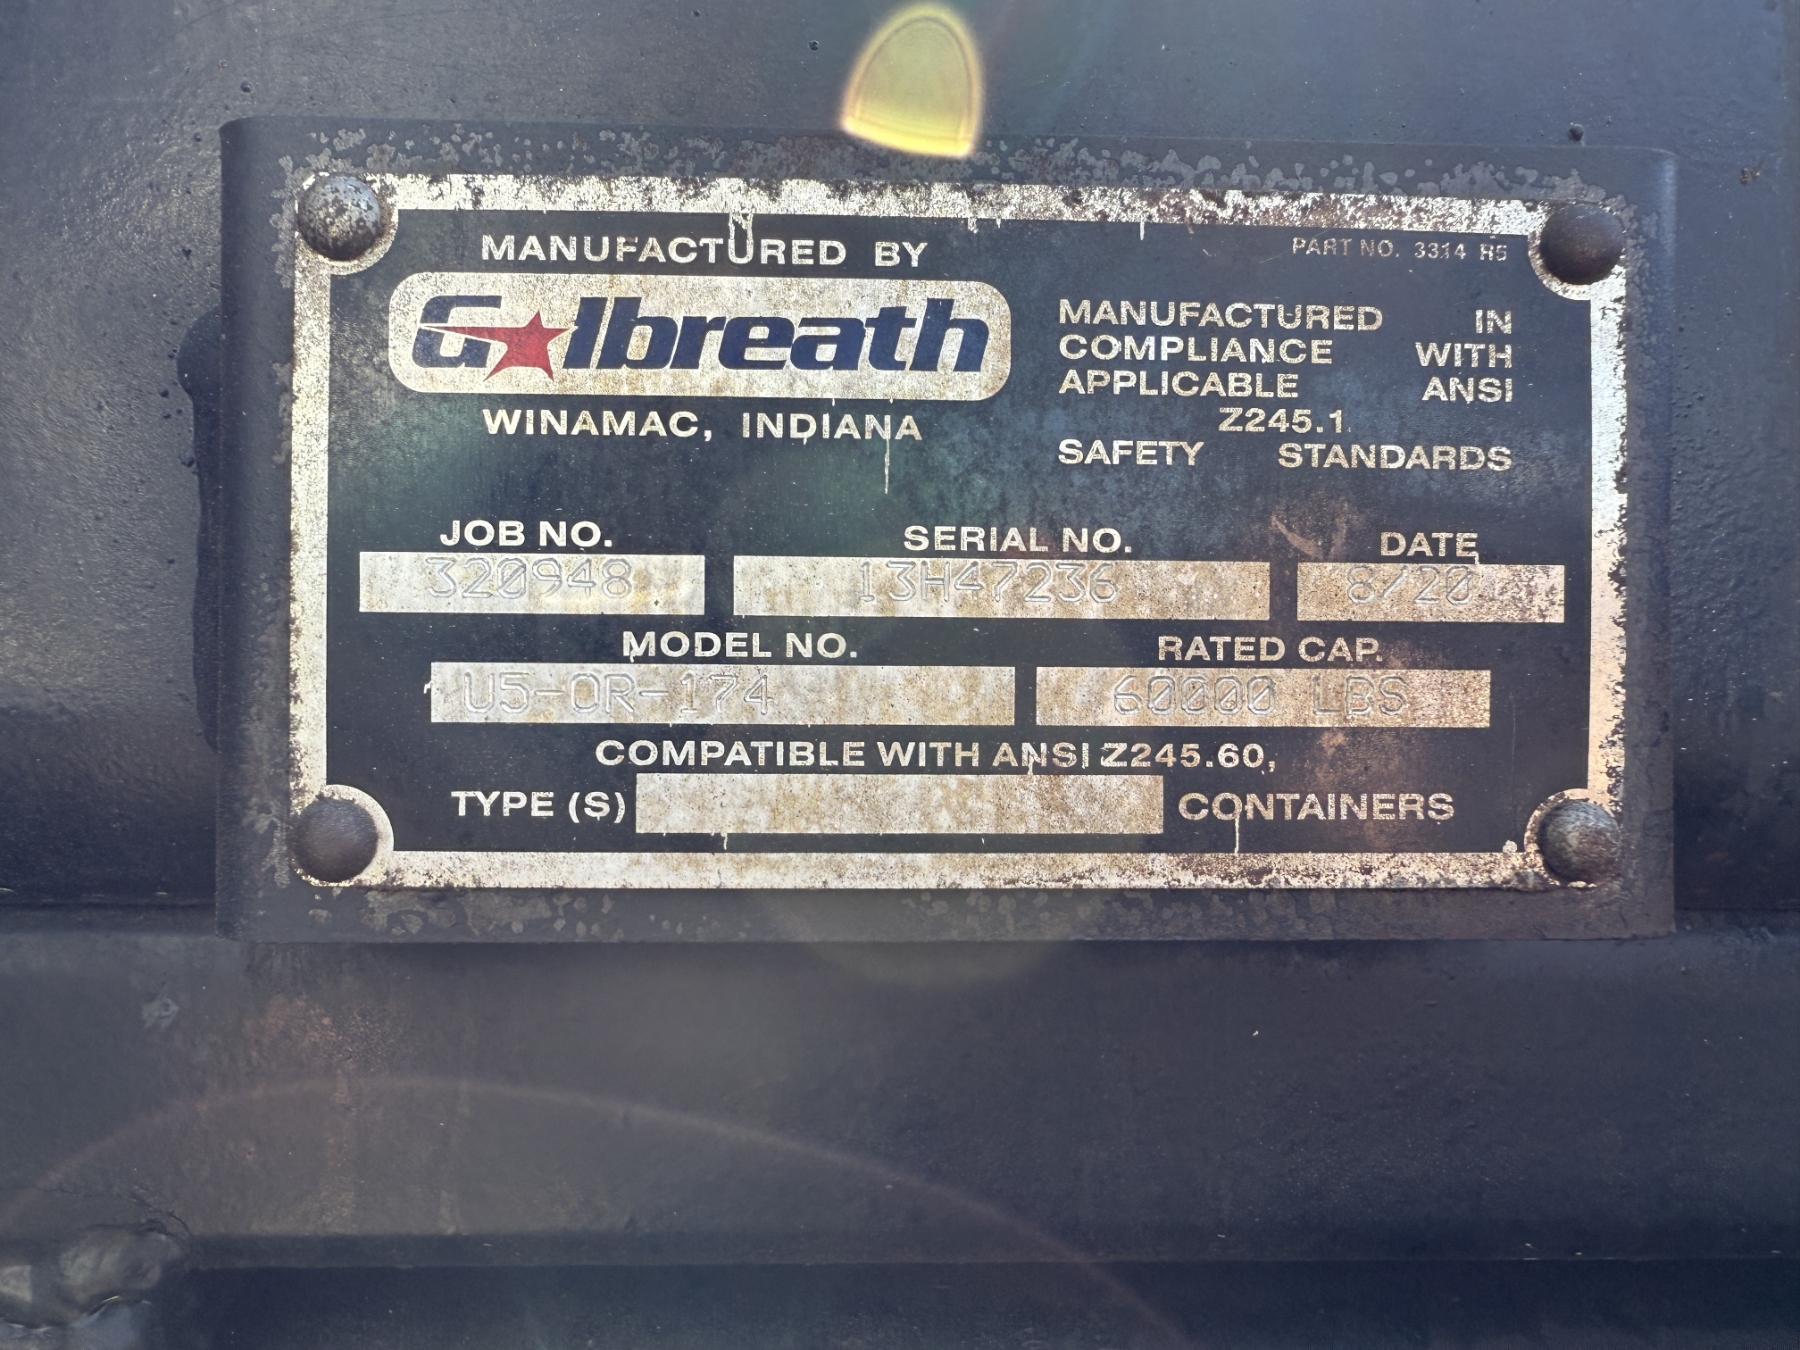 MANUFACTURED BY
Galbreath
WINAMAC, INDIANA
PART NO. 3314 R5
MANUFACTURED IN
COMPLIANCE WITH
APPLICABLE ANSI
Z245.1
SAFETY STANDARDS
JOB NO. SERIAL NO. DATE
320948 13H47236 8/20
MODEL NO. RATED CAP.
U5-OR-174 60000 LBS
COMPATIBLE WITH ANSI Z245.60,
TYPE (S) CONTAINERS